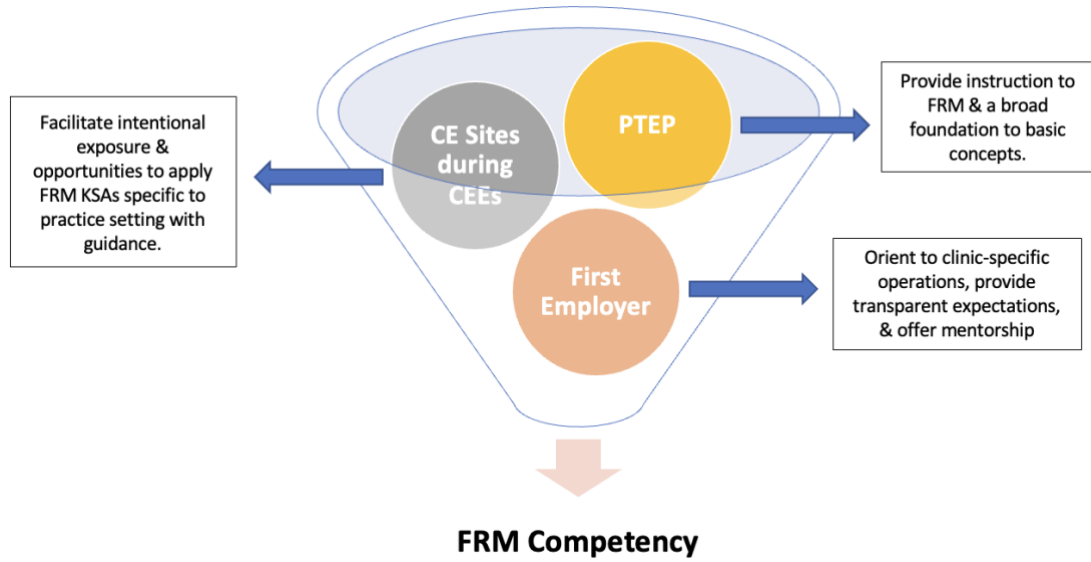 Facilitate intentional
exposure &
opportunities to apply
FRM KSAs specific to
practice setting with
guidance.
CE Sites
during
CEEs
PTEP
Provide instruction to
FRM & a broad
foundation to basic
concepts.
First
Employer
Orient to clinic-specific
operations, provide
transparent expectations,
& offer mentorship
FRM Competency